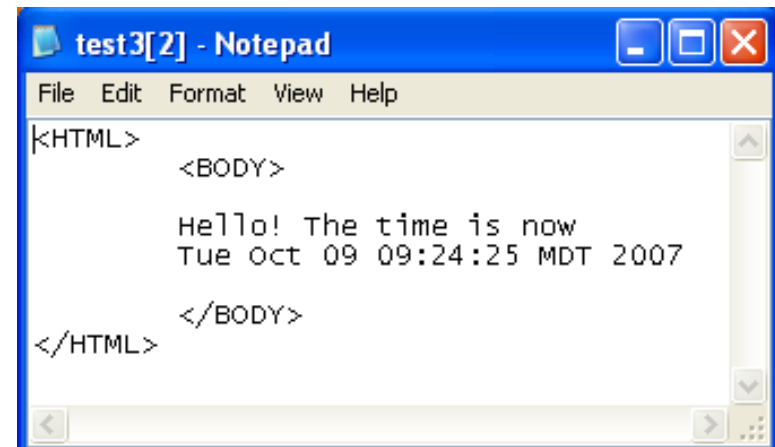 test3[2] - Notepad
File Edit Format View Help
<HTML>
<BODY>
Hello! The time is now
Tue Oct 09 09:24:25 MDT 2007
</BODY>
</HTML>